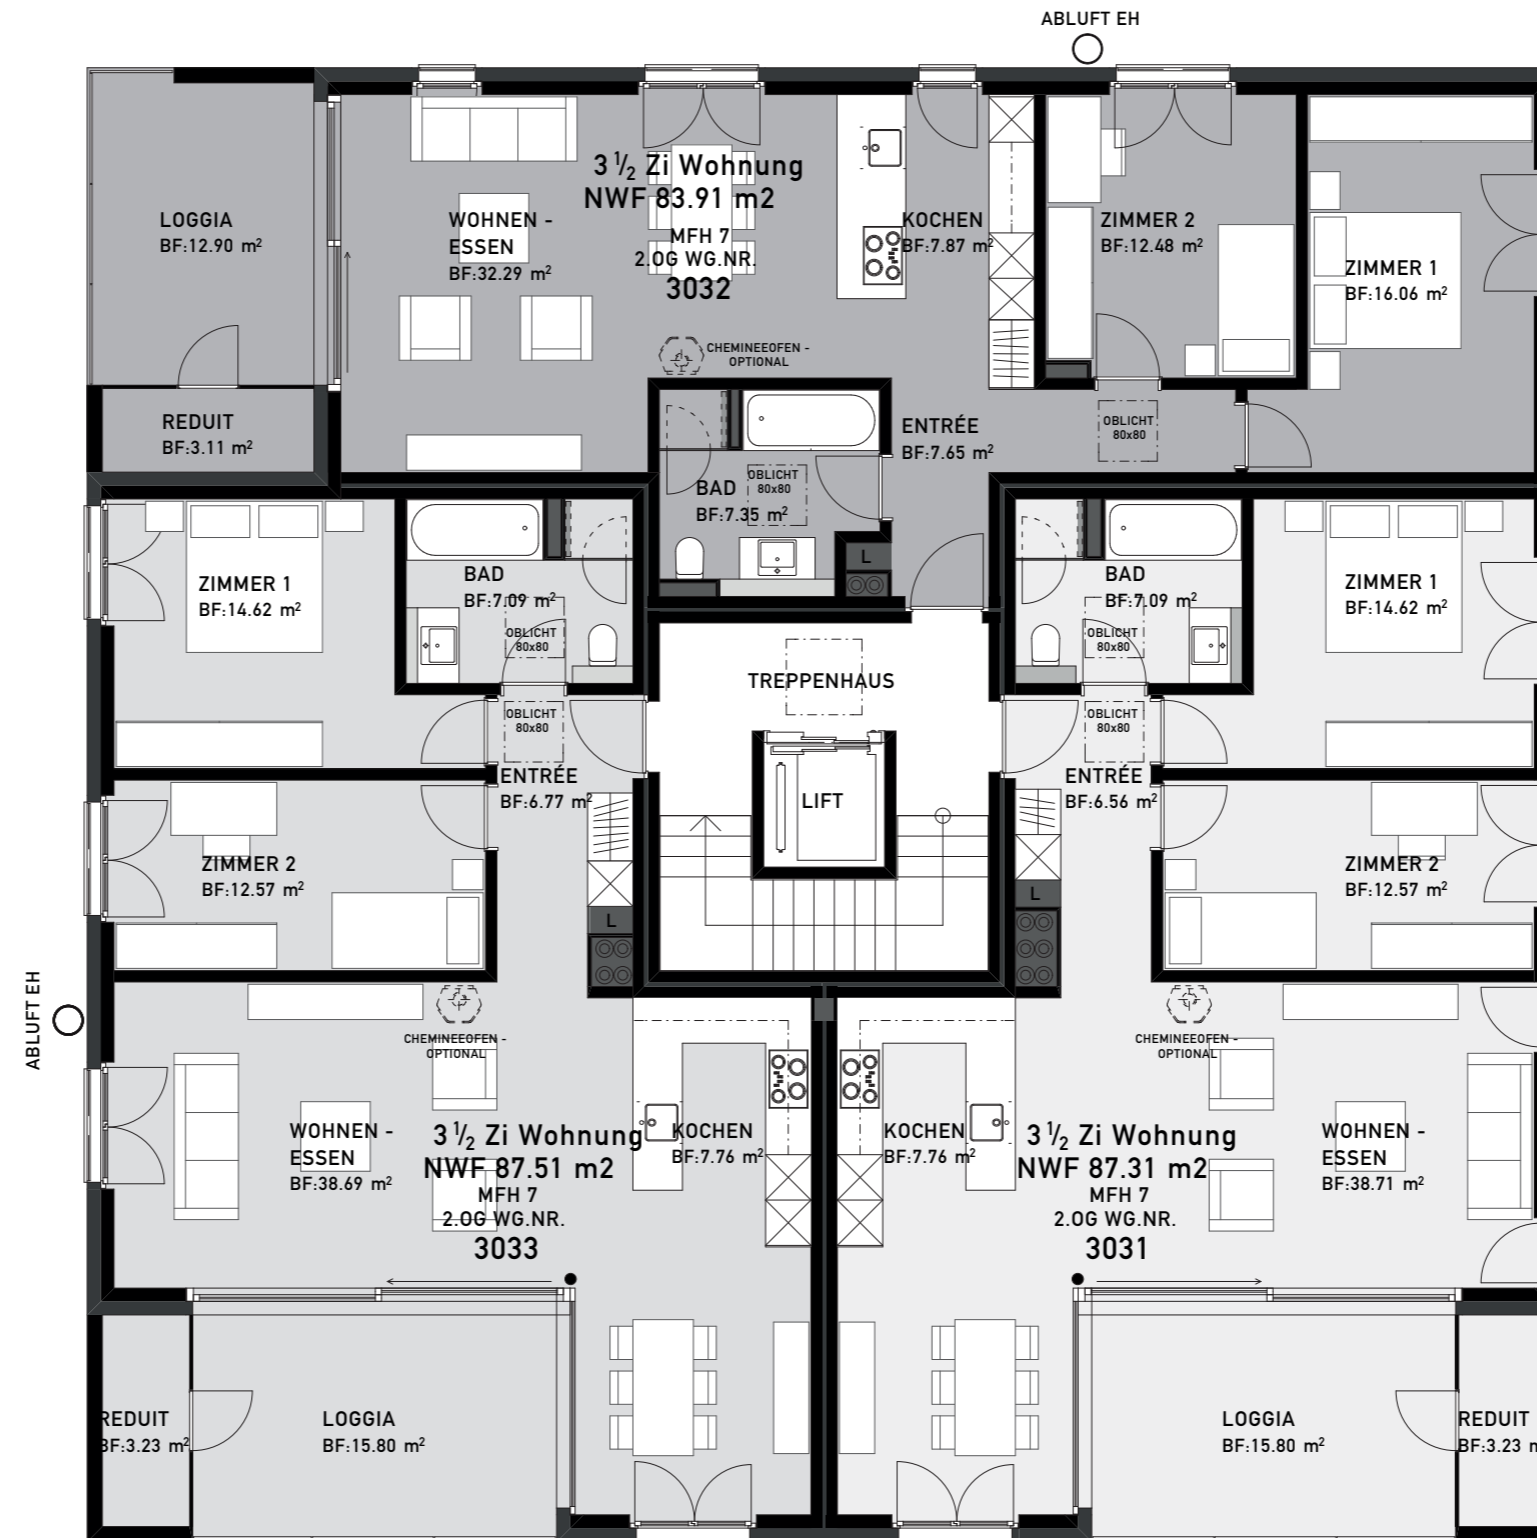 ABLUFT EH
3 ½ Zi Wohnung
NWF 83.91 m2
MFH 7
2.OG WG.NR.
3032
LOGGIA
BF:12.90 m²
WOHNEN -
ESSEN
BF:32.29 m²
KOCHEN
BF:7.87 m²
ZIMMER 2
BF:12.48 m²
ZIMMER 1
BF:16.06 m²
CHEMINEEOFEN -
OPTIONAL
REDUIT
BF:3.11 m²
ENTRÉE
BF:7.65 m²
OBLICHT
80x80
BAD
BF:7.35 m²
OBLICHT
80x80
L
ZIMMER 1
BF:14.62 m²
BAD
BF:7.09 m²
OBLICHT
80x80
BAD
BF:7.09 m²
OBLICHT
80x80
ZIMMER 1
BF:14.62 m²
TREPPENHAUS
OBLICHT
80x80
OBLICHT
80x80
ENTRÉE
BF:6.77 m²
LIFT
ENTRÉE
BF:6.56 m²
ZIMMER 2
BF:12.57 m²
L
L
ZIMMER 2
BF:12.57 m²
ABLUFT EH
CHEMINEEOFEN -
OPTIONAL
CHEMINEEOFEN -
OPTIONAL
WOHNEN -
ESSEN
BF:38.69 m²
3 ½ Zi Wohnung
NWF 87.51 m2
MFH 7
2.OG WG.NR.
3033
KOCHEN
BF:7.76 m²
KOCHEN
BF:7.76 m²
3 ½ Zi Wohnung
NWF 87.31 m2
MFH 7
2.OG WG.NR.
3031
WOHNEN -
ESSEN
BF:38.71 m²
REDUIT
BF:3.23 m²
LOGGIA
BF:15.80 m²
LOGGIA
BF:15.80 m²
REDUIT
BF:3.23 m